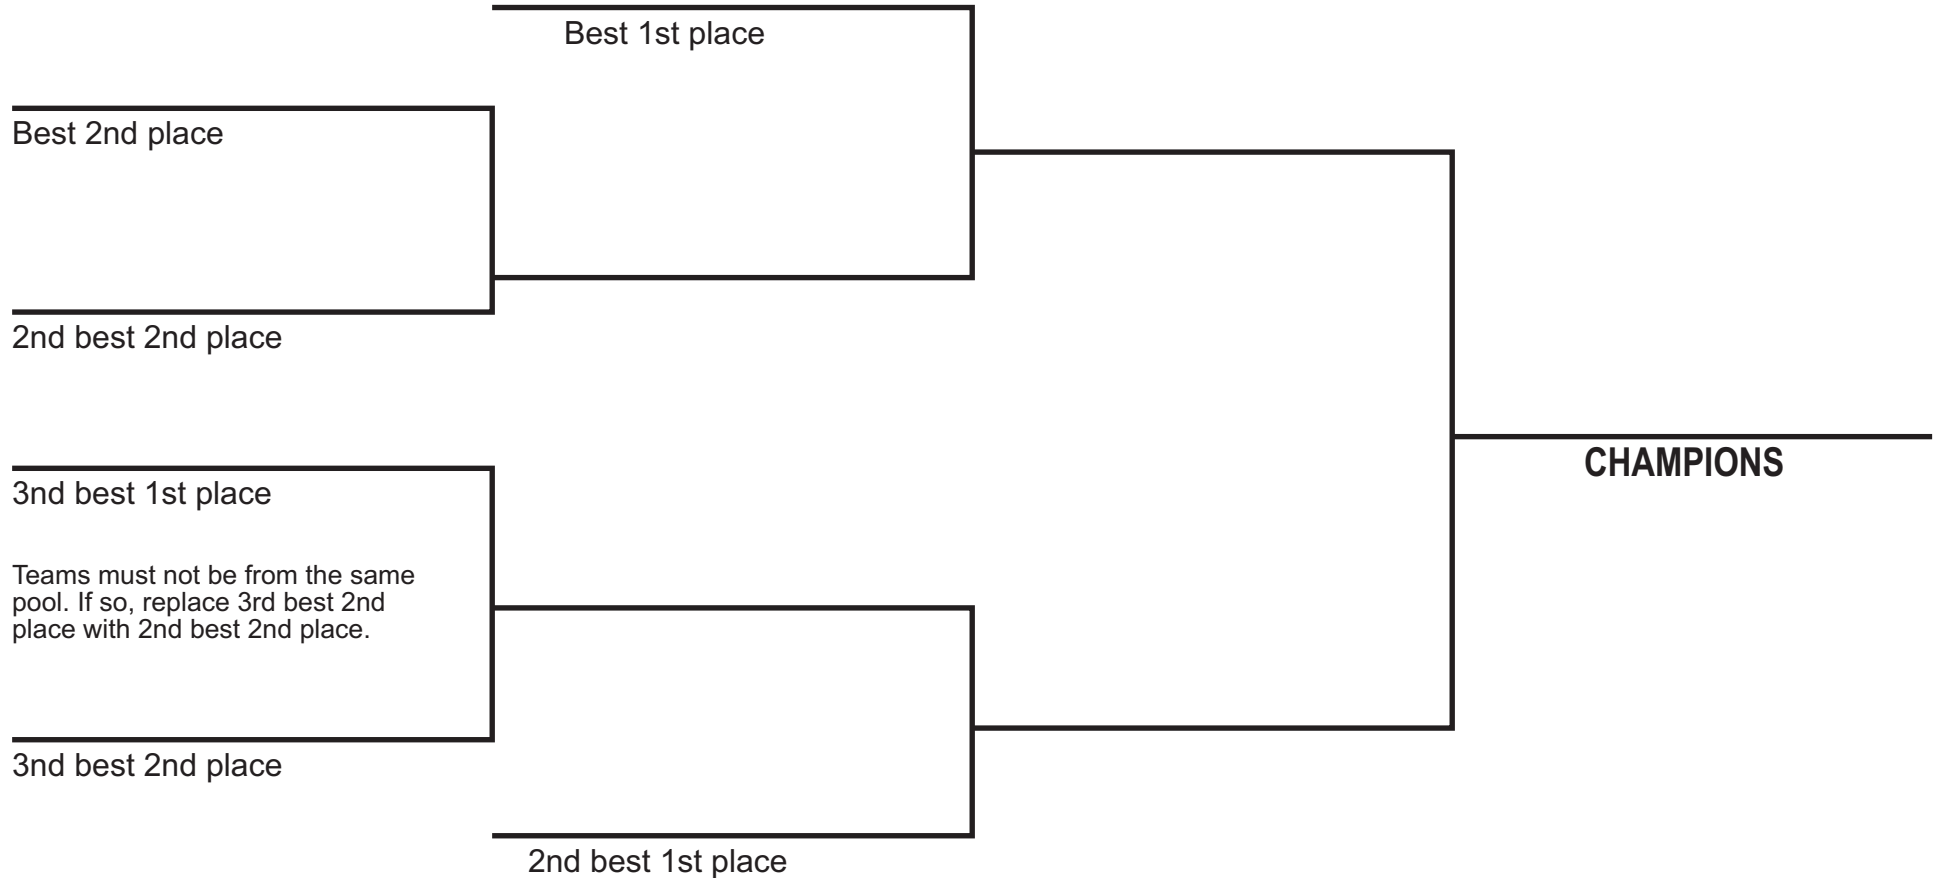 Best 1st place
Best 2nd place
2nd best 2nd place
3nd best 1st place
Teams must not be from the same
pool. If so, replace 3rd best 2nd
place with 2nd best 2nd place.
3nd best 2nd place
2nd best 1st place
CHAMPIONS